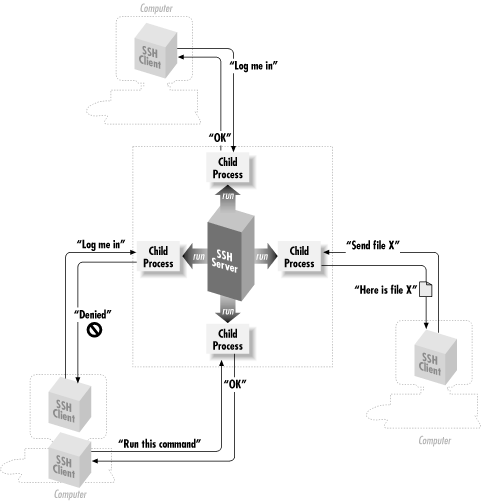 Computer
SSH
Client
“Log me in”
“OK”
Child
Process
run
“Log me in”
Child
Process
run
SSH
Server
run
Child
Process
“Send file X”
“Here is file X”
“Denied”
run
Child
Process
“OK”
SSH
Client
SSH
Client
“Run this command”
SSH
Client
Computer
Computer